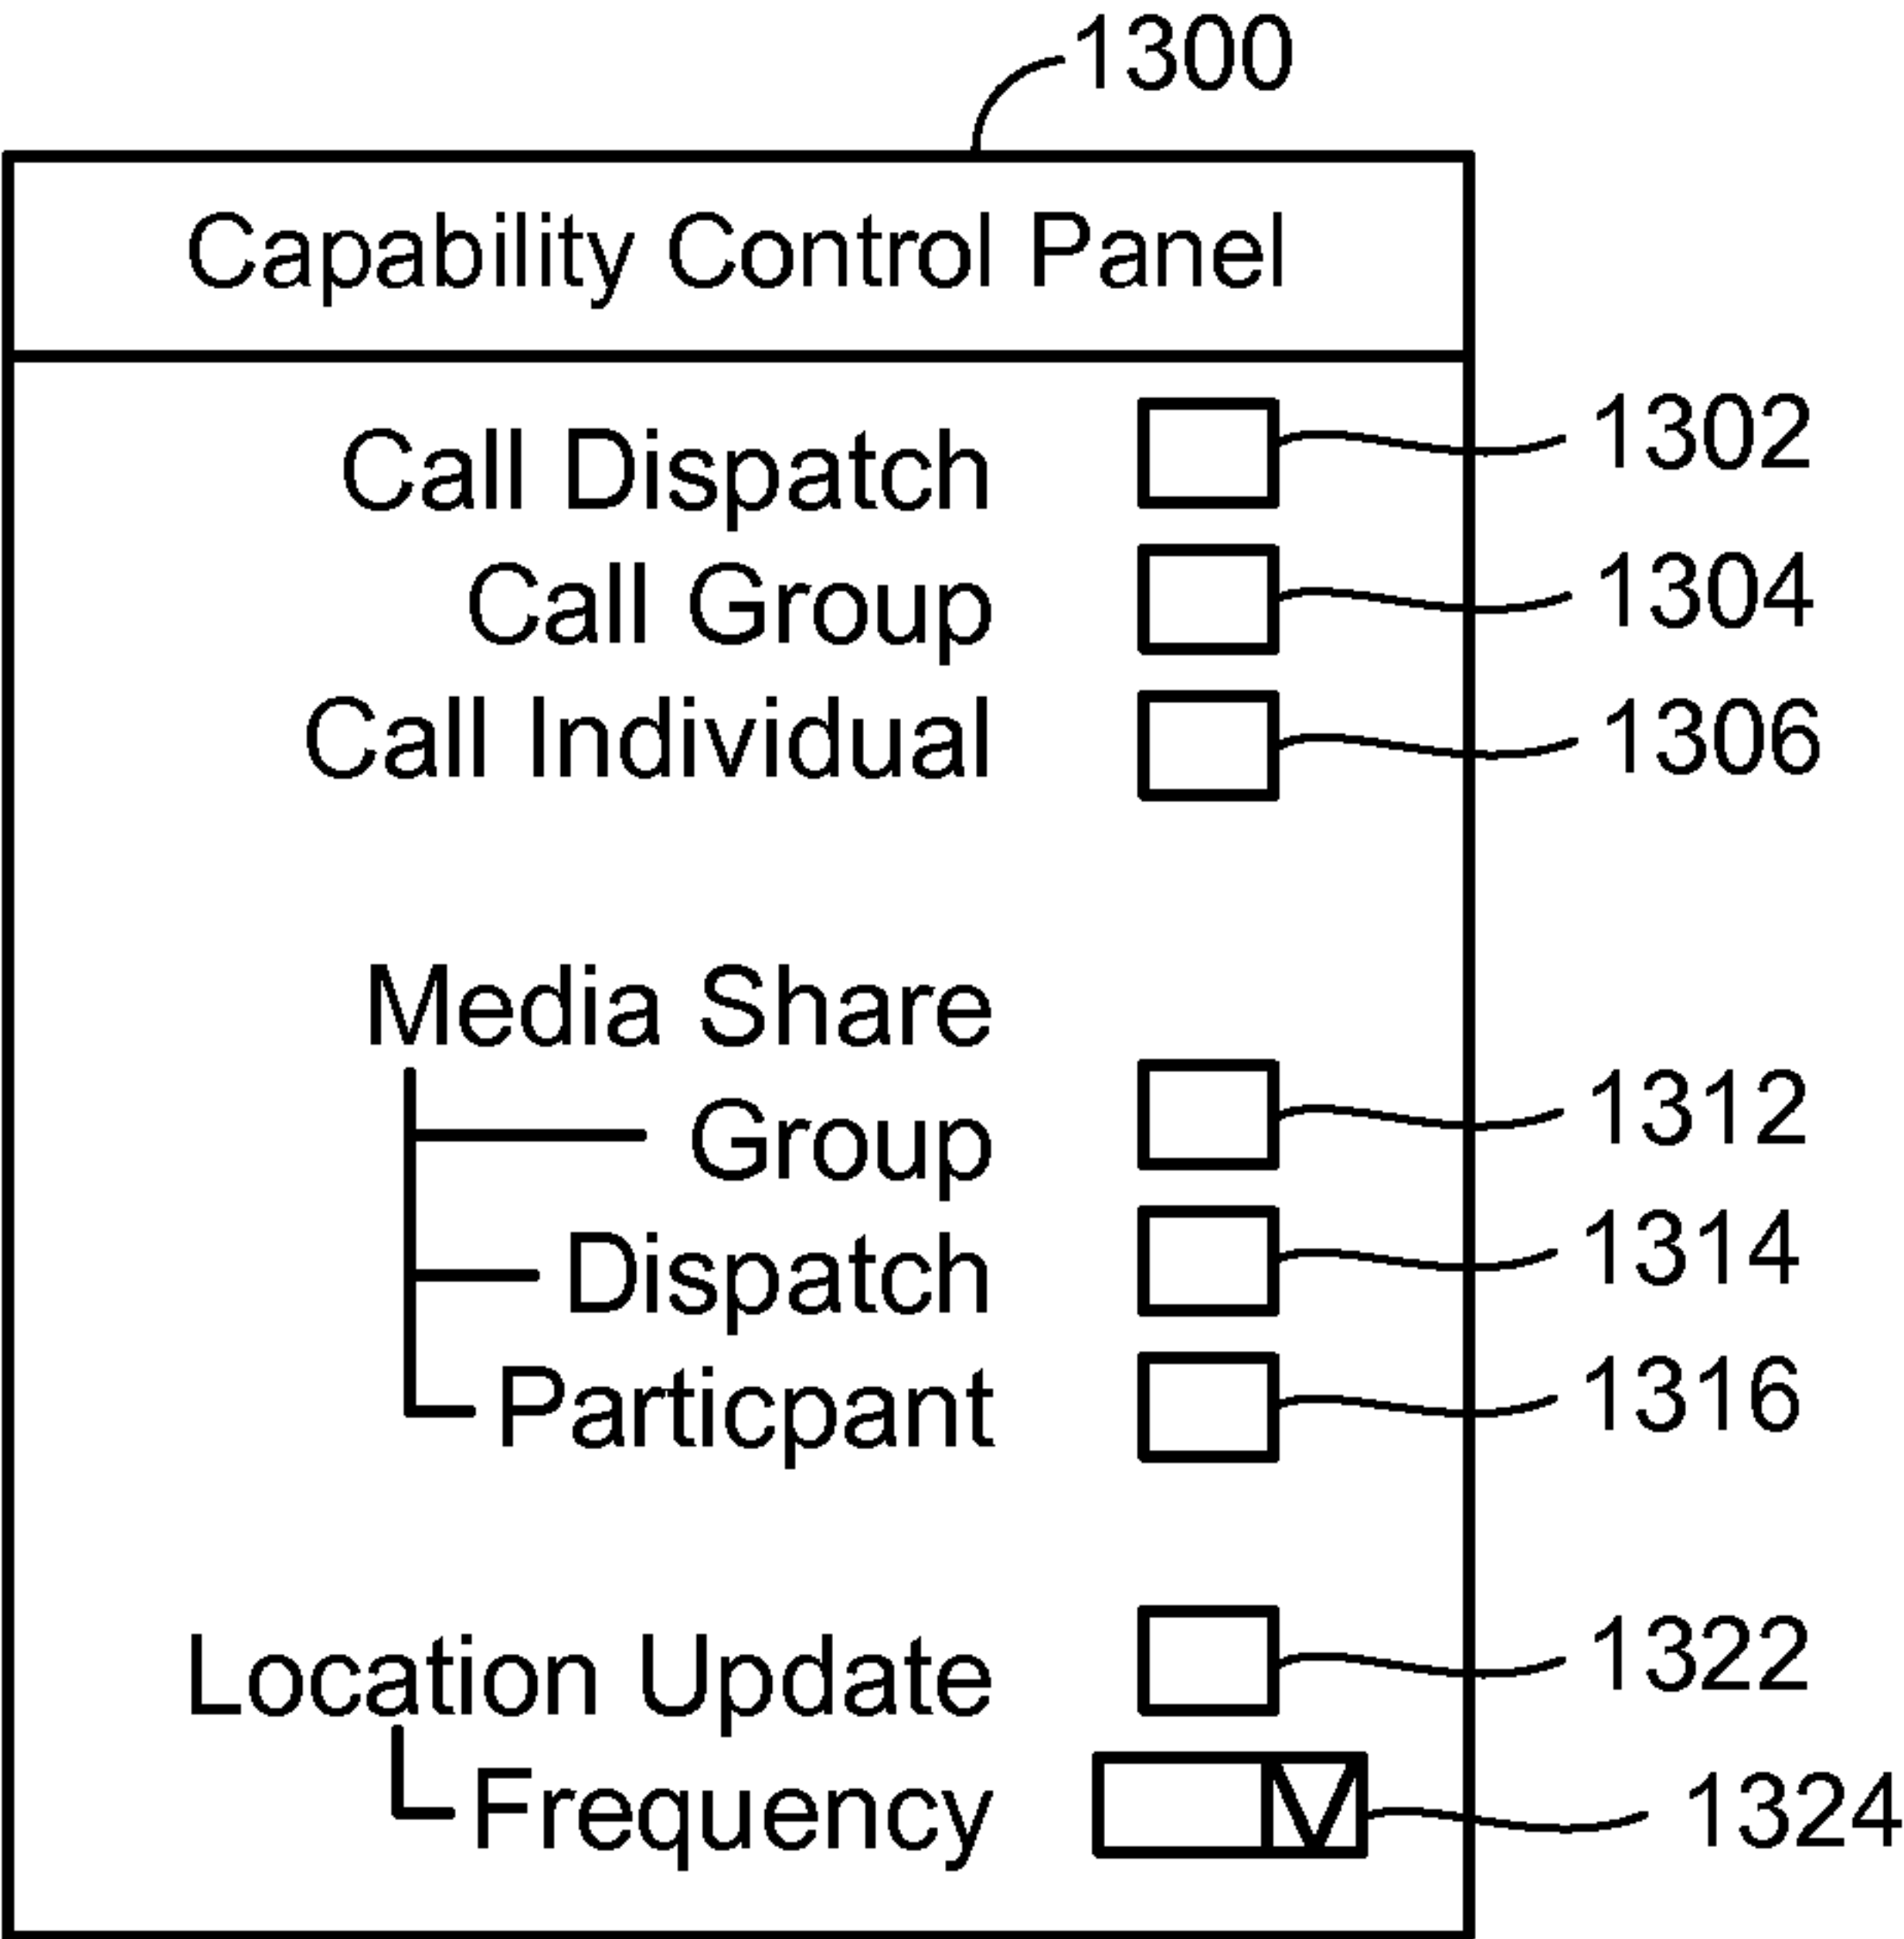 1300
Capability Control Panel
Call Dispatch 1302
Call Group 1304
Call Individual 1306
Media Share
Group 1312
Dispatch 1314
Particpant 1316
Location Update 1322
Frequency 1324